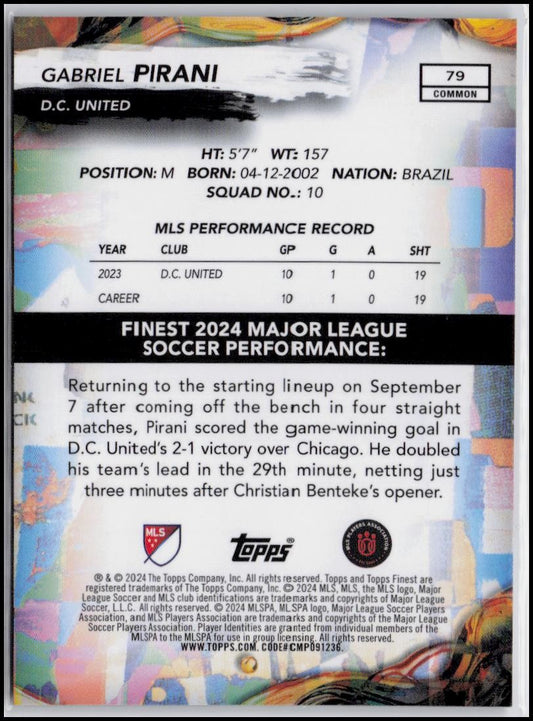 GABRIEL PIRANI
D.C. UNITED
79
COMMON
HT: 5'7" WT: 157
POSITION: M BORN: 04-12-2002 NATION: BRAZIL
SQUAD NO.: 10
MLS PERFORMANCE RECORD
YEAR CLUB GP G A SHT
2023 D.C. UNITED 10 1 0 19
CAREER 10 1 0 19
FINEST 2024 MAJOR LEAGUE
SOCCER PERFORMANCE:
Returning to the starting lineup on September
7 after coming off the bench in four straight
matches, Pirani scored the game-winning goal in
D.C. United's 2-1 victory over Chicago. He doubled
his team's lead in the 29th minute, netting just
three minutes after Christian Benteke's opener.
MLS
TOPPS®
MLS PLAYERS ASSOCIATION
® & © 2024 The Topps Company, Inc. All rights reserved. Topps and Topps Finest are
registered trademarks of The Topps Company, Inc. © 2024 MLS, MLS, the MLS logo, Major
League Soccer and MLS club identifications are trademarks and copyrights of Major League
Soccer, L.L.C. All rights reserved. © 2024 MLSPA, MLSPA logo, Major League Soccer Players
Association, and MLS Players Association are trademarks and copyrights of the Major League
Soccer Players Association. Player Identities are granted from individual members of the
MLSPA to the MLSPA for use in group licensing. All rights reserved.
WWW.TOPPS.COM. CODE#CMP091236.